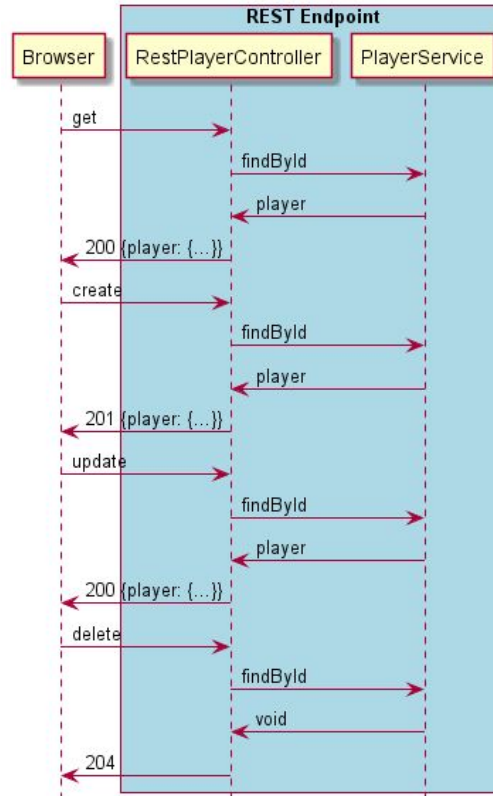 REST Endpoint
Browser
RestPlayerController
PlayerService
get
findById
player
200 {player: {...}}
create
findById
player
201 {player: {...}}
update
findById
player
200 {player: {...}}
delete
findById
void
204